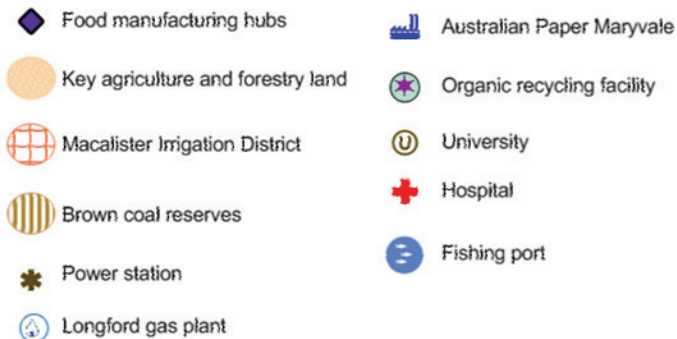 Food manufacturing hubs
Key agriculture and forestry land
Macalister Irrigation District
Brown coal reserves
Power station
Longford gas plant
Australian Paper Maryvale
Organic recycling facility
University
Hospital
Fishing port